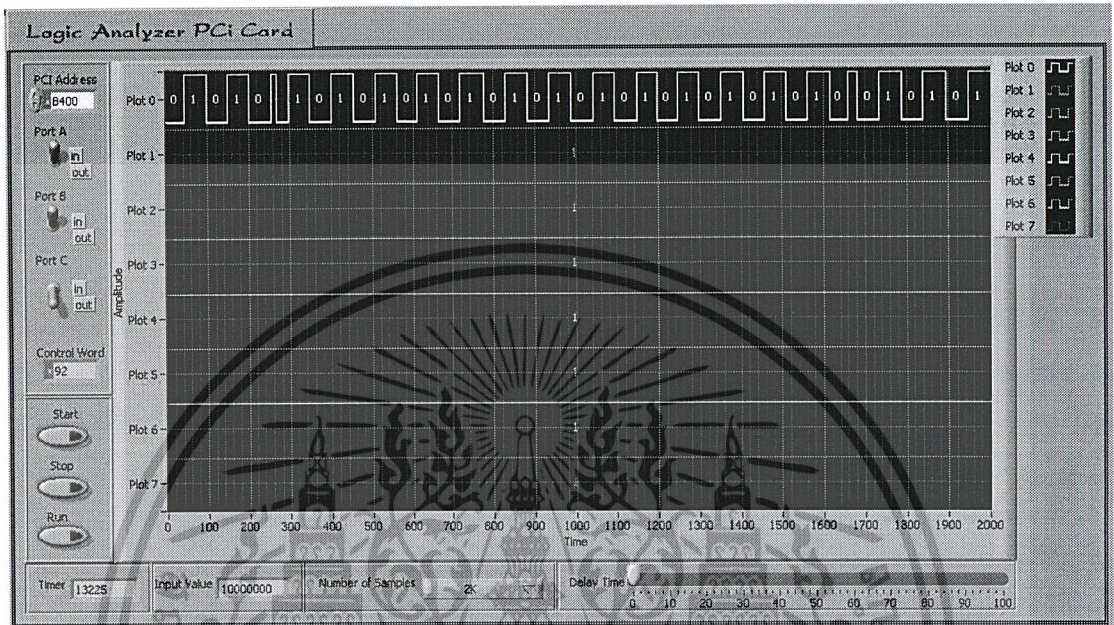 Logic Analyzer PCi Card
PCI Address
B400
Port A
in
out
Port B
in
out
Port C
in
out
Control Word
x92
Start
Stop
Run
Amplitude
Plot 0
Plot 1
Plot 2
Plot 3
Plot 4
Plot 5
Plot 6
Plot 7
0 1 0 1 0 1 0 1 0 1 0 1 0 1 0 1 0 1 0 1 0 1 0 1 0 1 0 1 0 1 0 1 0 1
1
1
1
1
1
1
0 100 200 300 400 500 600 700 800 900 1000 1100 1200 1300 1400 1500 1600 1700 1800 1900 2000
Time
Plot 0
Plot 1
Plot 2
Plot 3
Plot 4
Plot 5
Plot 6
Plot 7
Timer 13225
Input Value 10000000
Number of Samples 2K
Delay Time
0 10 20 30 40 50 60 70 80 90 100